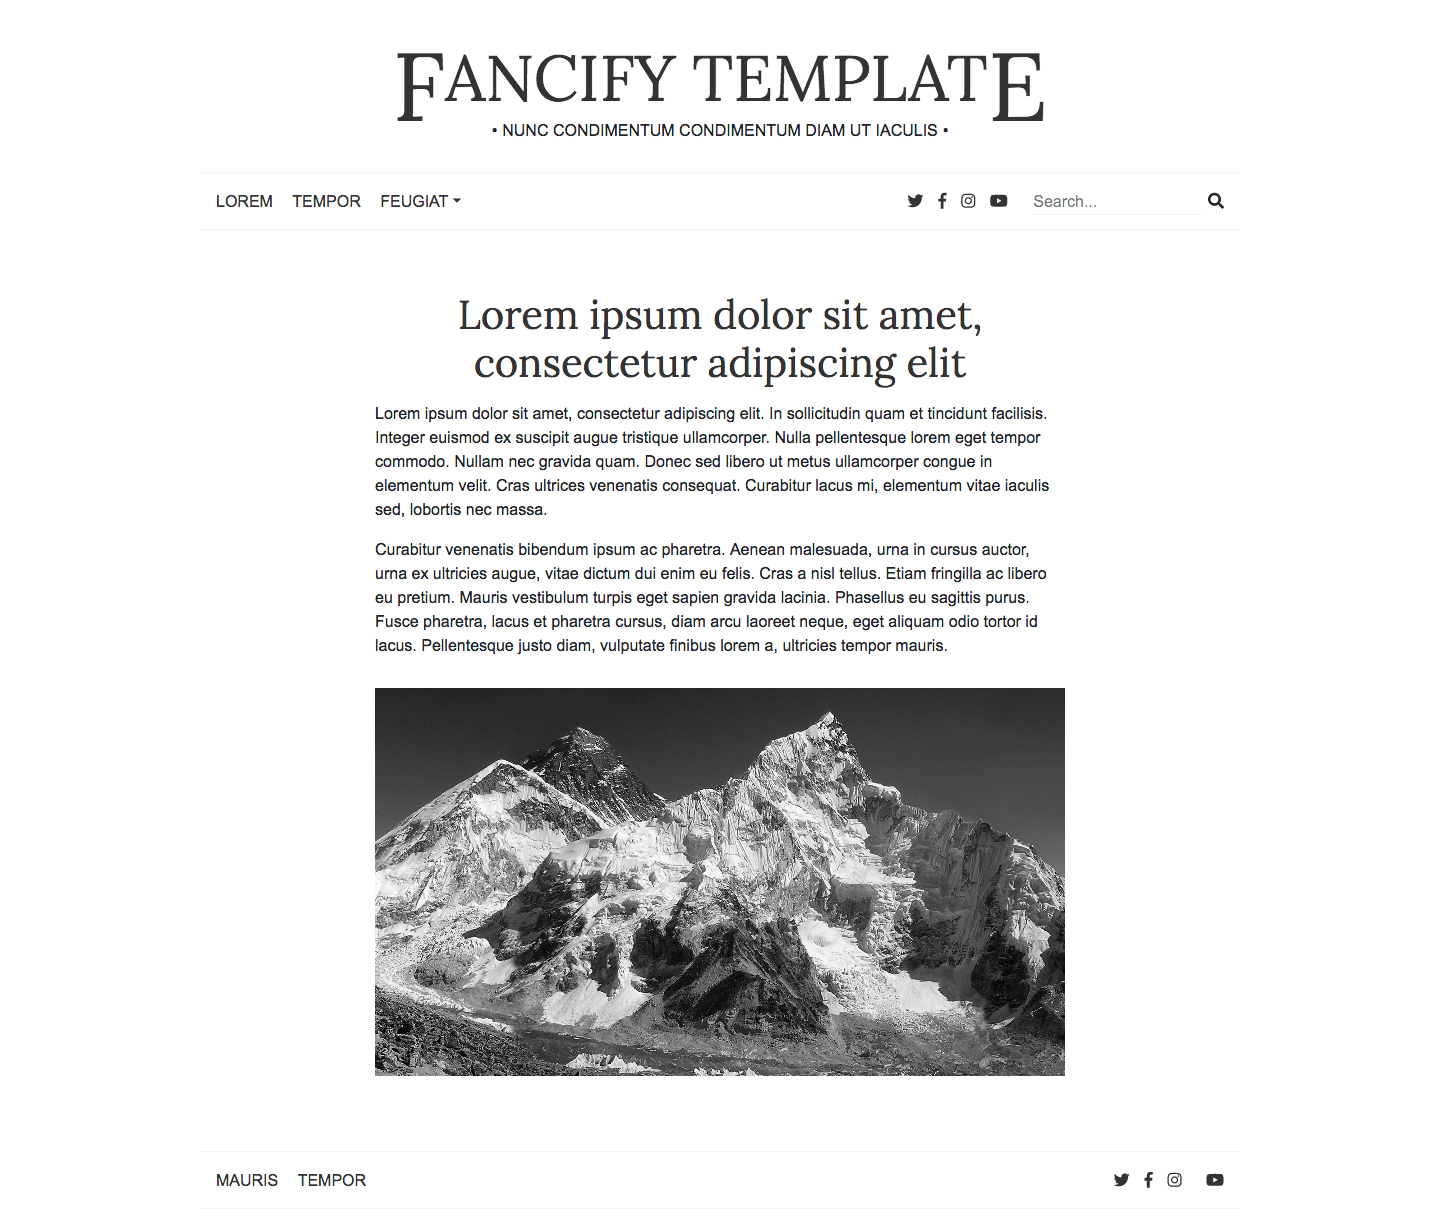 FANCIFY TEMPLATE
• NUNC CONDIMENTUM CONDIMENTUM DIAM UT IACULIS •
LOREM TEMPOR FEUGIAT Search...
Lorem ipsum dolor sit amet,
consectetur adipiscing elit
Lorem ipsum dolor sit amet, consectetur adipiscing elit. In sollicitudin quam et tincidunt facilisis.
Integer euismod ex suscipit augue tristique ullamcorper. Nulla pellentesque lorem eget tempor
commodo. Nullam nec gravida quam. Donec sed libero ut metus ullamcorper congue in
elementum velit. Cras ultrices venenatis consequat. Curabitur lacus mi, elementum vitae iaculis
sed, lobortis nec massa.
Curabitur venenatis bibendum ipsum ac pharetra. Aenean malesuada, urna in cursus auctor,
urna ex ultricies augue, vitae dictum dui enim eu felis. Cras a nisl tellus. Etiam fringilla ac libero
eu pretium. Mauris vestibulum turpis eget sapien gravida lacinia. Phasellus eu sagittis purus.
Fusce pharetra, lacus et pharetra cursus, diam arcu laoreet neque, eget aliquam odio tortor id
lacus. Pellentesque justo diam, vulputate finibus lorem a, ultricies tempor mauris.
MAURIS TEMPOR